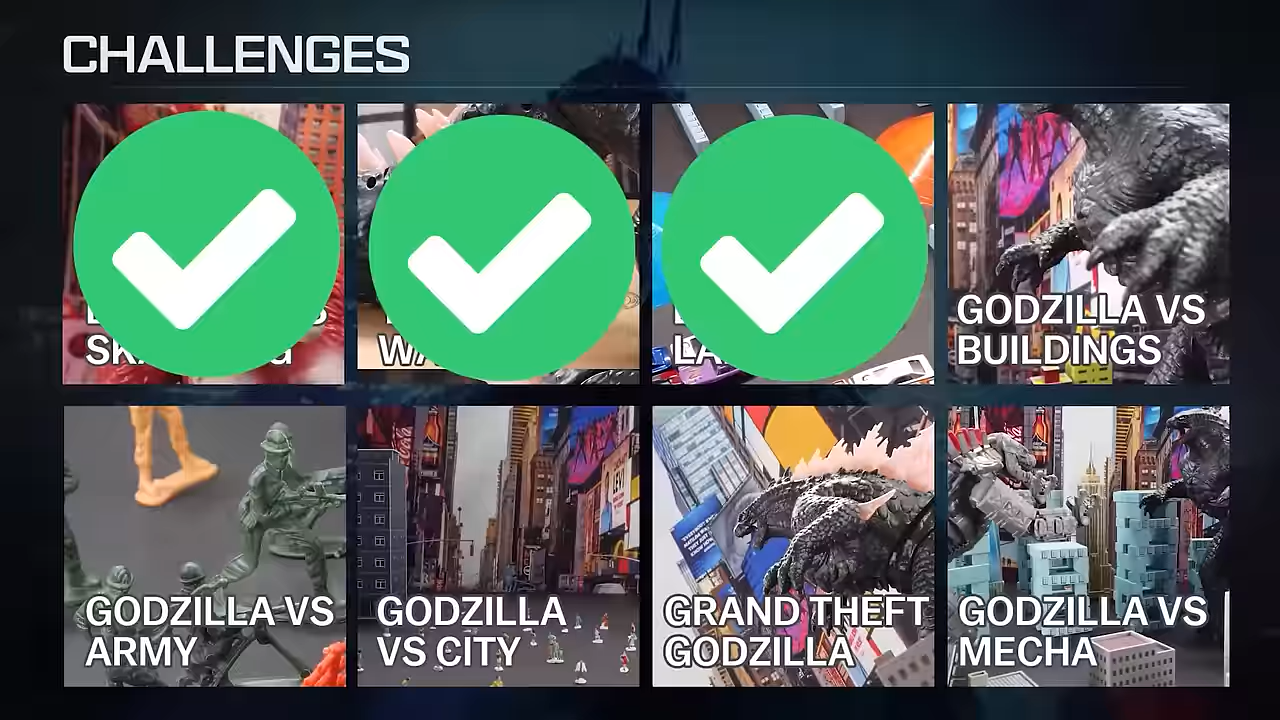 CHALLENGES
GODZILLA VS
BUILDINGS
GODZILLA VS
ARMY
GODZILLA
VS CITY
GRAND THEFT
GODZILLA
GODZILLA VS
MECHA